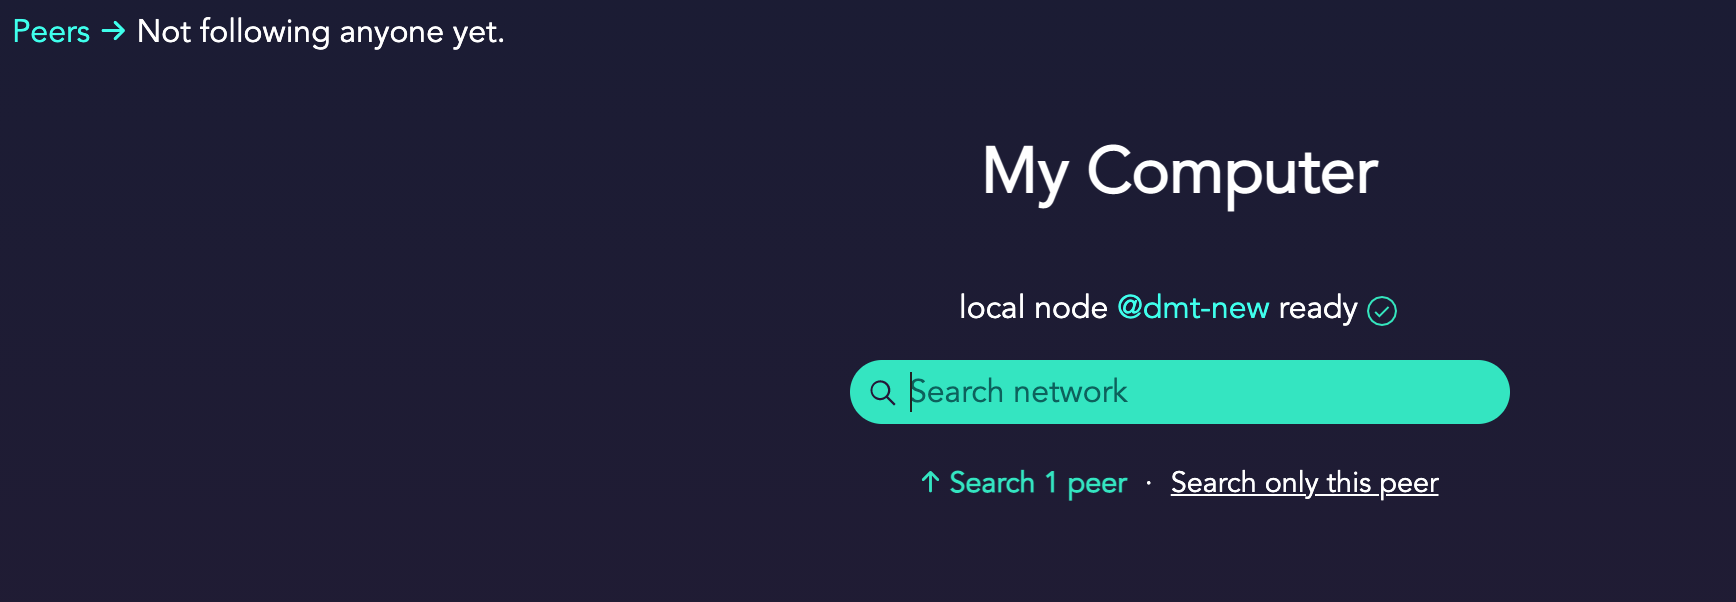 Peers → Not following anyone yet.
My Computer
local node @dmt-new ready
Search network
↑ Search 1 peer · Search only this peer